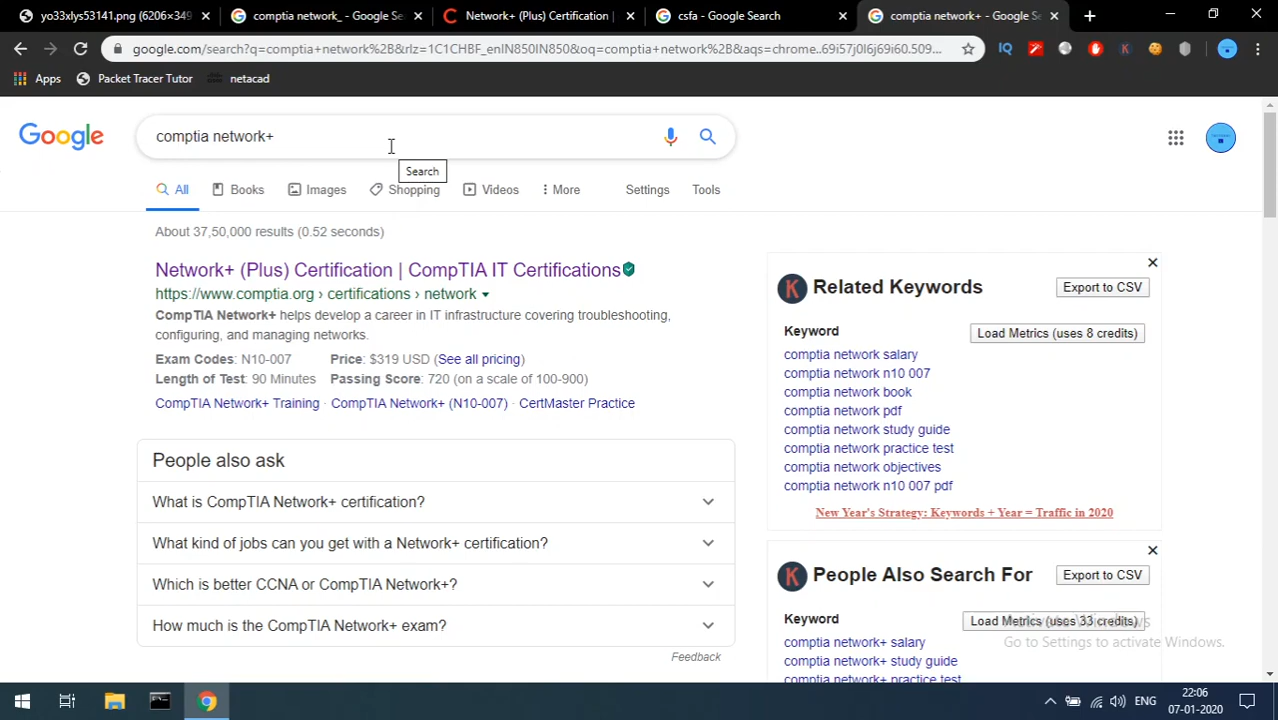 yo33xlys53141.png (6206×349
comptia network_ - Google Se
Network+ (Plus) Certification |
csfa - Google Search
comptia network+ - Google Se
google.com/search?q=comptia+network%2B&rlz=1C1CHBF_enIN850IN850&oq=comptia+network%2B&aqs=chrome..69i57j0l6j69i60.509...
Apps
Packet Tracer Tutor
netacad
Google
comptia network+
Search
All
Books
Images
Shopping
Videos
More
Settings
Tools
About 37,50,000 results (0.52 seconds)
Network+ (Plus) Certification | CompTIA IT Certifications
https://www.comptia.org › certifications › network
CompTIA Network+ helps develop a career in IT infrastructure covering troubleshooting,
configuring, and managing networks.
Exam Codes: N10-007 Price: $319 USD (See all pricing)
Length of Test: 90 Minutes Passing Score: 720 (on a scale of 100-900)
CompTIA Network+ Training · CompTIA Network+ (N10-007) · CertMaster Practice
People also ask
What is CompTIA Network+ certification?
What kind of jobs can you get with a Network+ certification?
Which is better CCNA or CompTIA Network+?
How much is the CompTIA Network+ exam?
Feedback
K Related Keywords
Export to CSV
Keyword
Load Metrics (uses 8 credits)
comptia network salary
comptia network n10 007
comptia network book
comptia network pdf
comptia network study guide
comptia network practice test
comptia network objectives
comptia network n10 007 pdf
New Year's Strategy: Keywords + Year = Traffic in 2020
K People Also Search For
Export to CSV
Keyword
Load Metrics (uses 33 credits)
comptia network+ salary
comptia network+ study guide
comptia network+ practice test
Activate Windows
Go to Settings to activate Windows.
ENG
22:06
07-01-2020